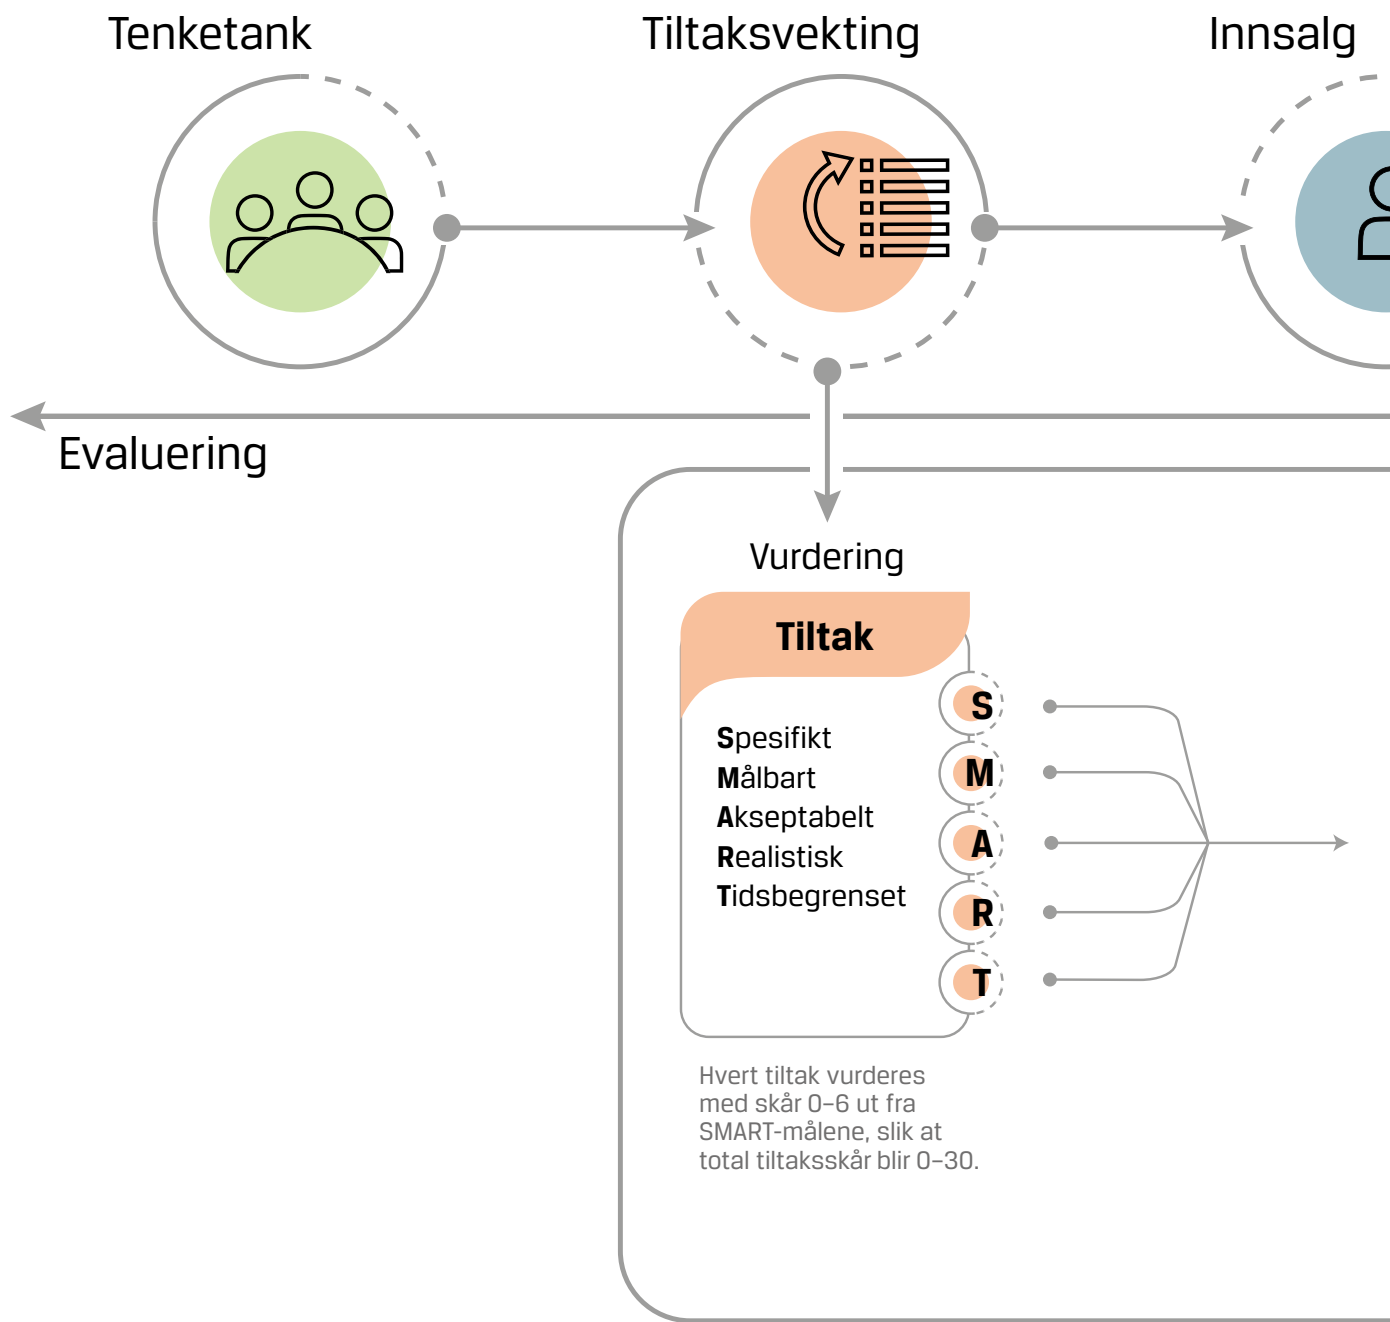 Tenketank
Tiltaksvekting
Innsalg
Evaluering
Vurdering
Tiltak
Spesifikt
Målbart
Akseptabelt
Realistisk
Tidsbegrenset
S
M
A
R
T
Hvert tiltak vurderes
med skår 0–6 ut fra
SMART-målene, slik at
total tiltaksskår blir 0–30.